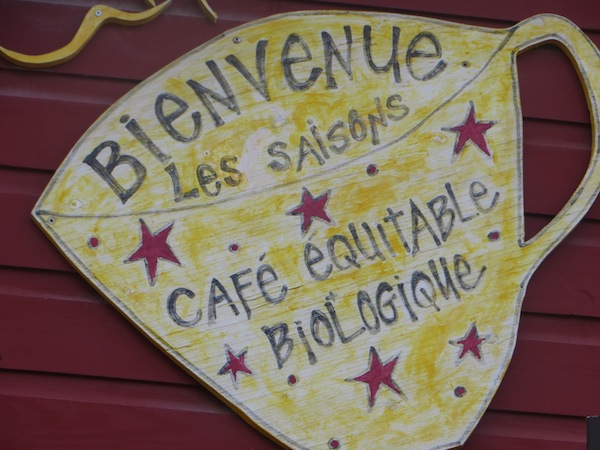 BiENVENUE.
LES SAiSONS
CAFÉ ÉQUitABLE
BiOLOGiQUE